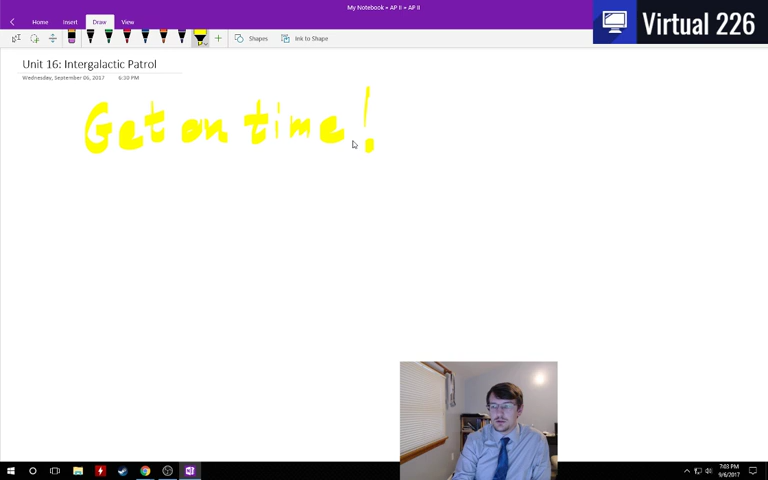 My Notebook » AP II » AP II
Home Insert Draw View
Shapes Ink to Shape
Virtual 226
Unit 16: Intergalactic Patrol
Wednesday, September 06, 2017 6:39 PM
Get on time!
7:03 PM
9/6/2017